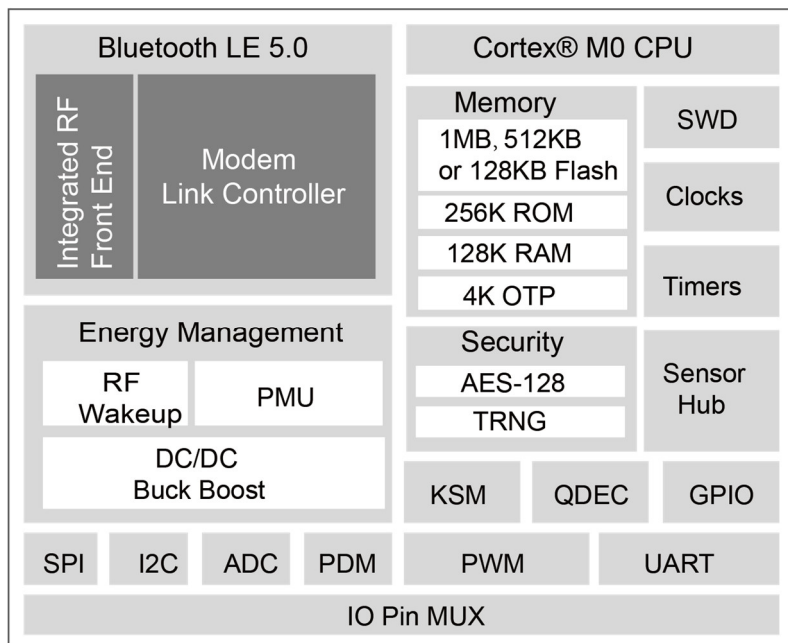 Bluetooth LE 5.0
Integrated RF
Front End
Modem
Link Controller
Cortex® M0 CPU
Memory
1MB, 512KB
or 128KB Flash
256K ROM
128K RAM
4K OTP
SWD
Clocks
Timers
Energy Management
RF
Wakeup
PMU
DC/DC
Buck Boost
Security
AES-128
TRNG
Sensor
Hub
KSM
QDEC
GPIO
SPI
I2C
ADC
PDM
PWM
UART
IO Pin MUX